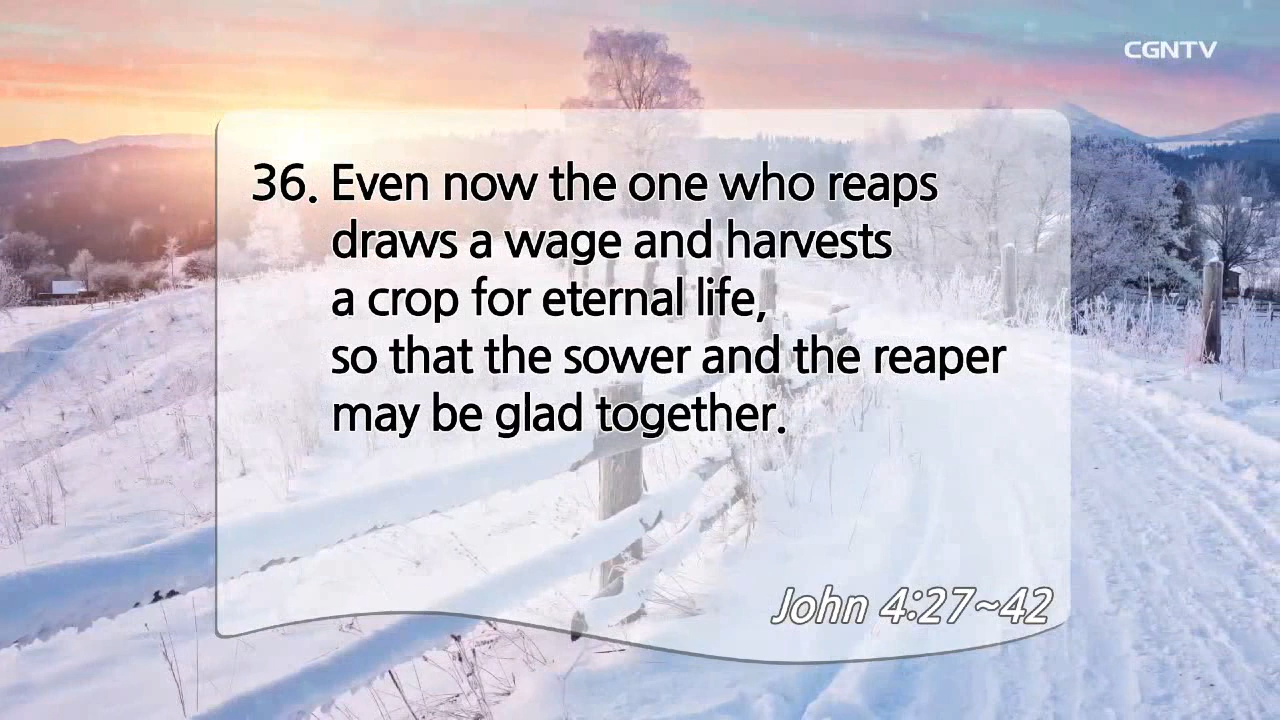 CGNTV
36. Even now the one who reaps
draws a wage and harvests
a crop for eternal life,
so that the sower and the reaper
may be glad together.
John 4:27~42